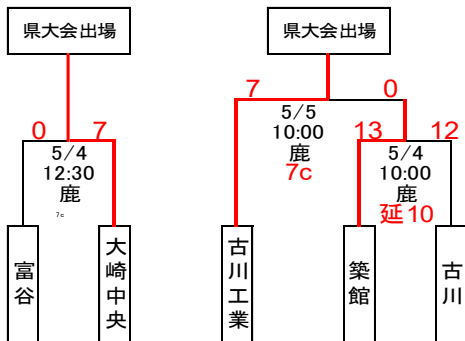 県大会出場
0 7
5/4
12:30
鹿
7c
富谷
大崎中央
県大会出場
7 0
5/5
10:00
鹿
7c
13 12
5/4
10:00
鹿
延10
古川工業
築館
古川